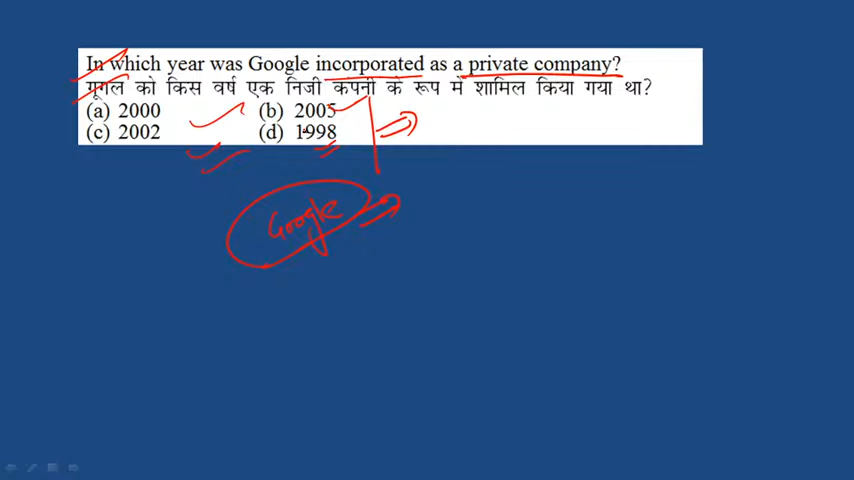 In which year was Google incorporated as a private company?
गूगल को किस वर्ष एक निजी कंपनी के रूप में शामिल किया गया था?
(a) 2000 (b) 2005
(c) 2002 (d) 1998
Google